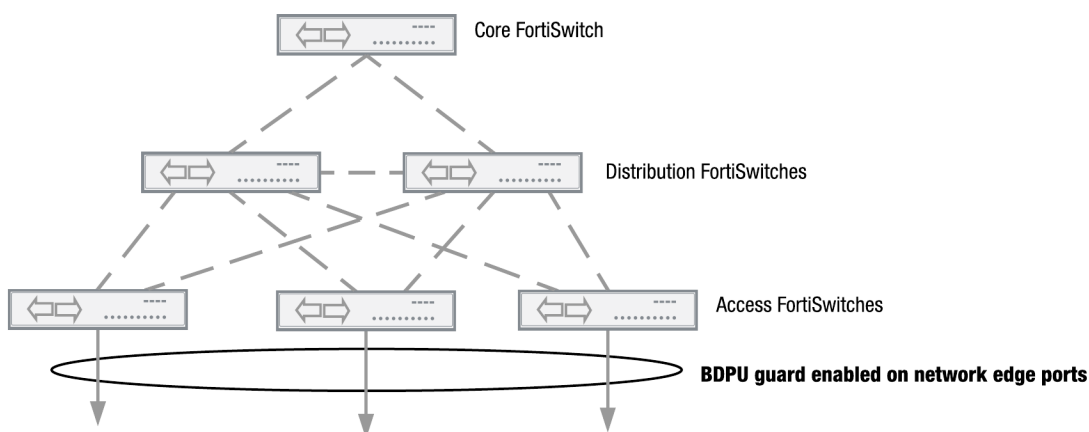 Core FortiSwitch
Distribution FortiSwitches
Access FortiSwitches
BDPU guard enabled on network edge ports